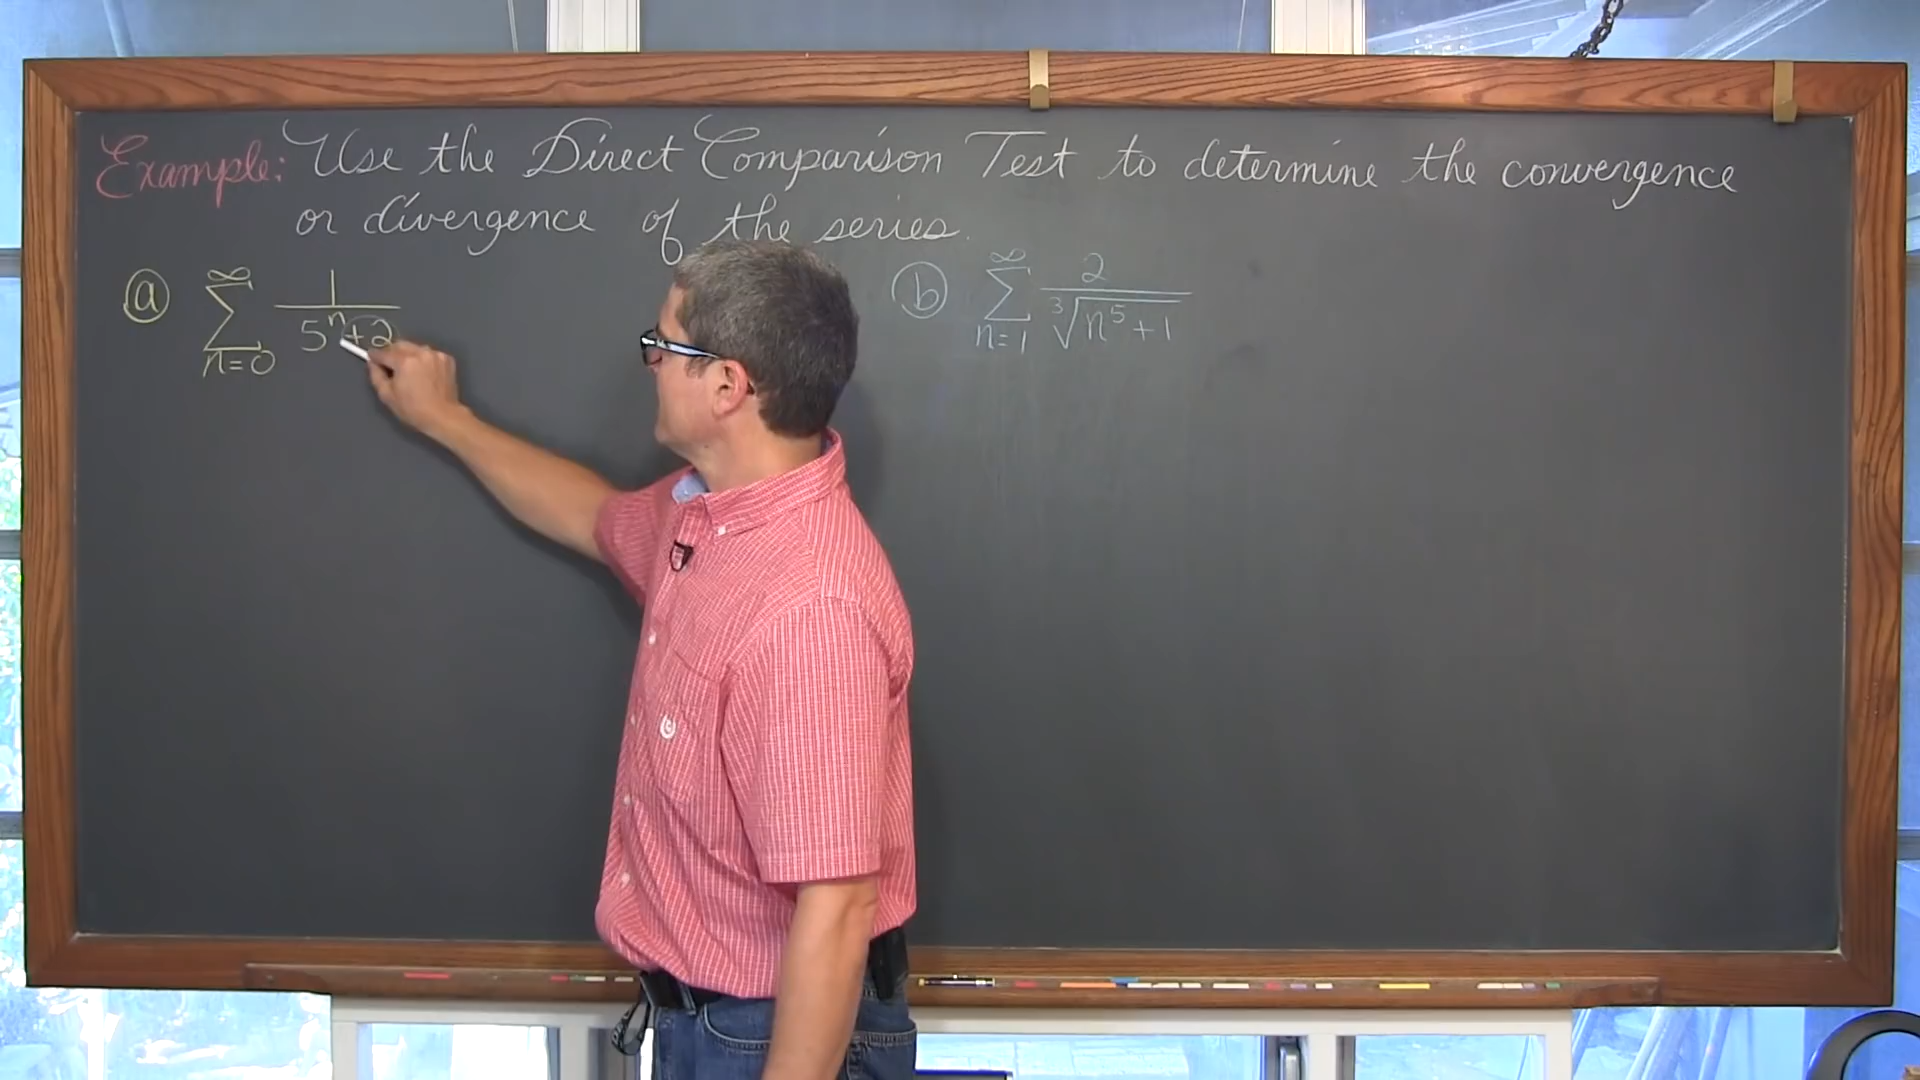 Example: Use the Direct Comparison Test to determine the convergence
or divergence of the series.
ⓐ ∑_{n=0}^{∞} 1/(5^n+2)
ⓑ ∑_{n=1}^{∞} 2/∛(n^5+1)